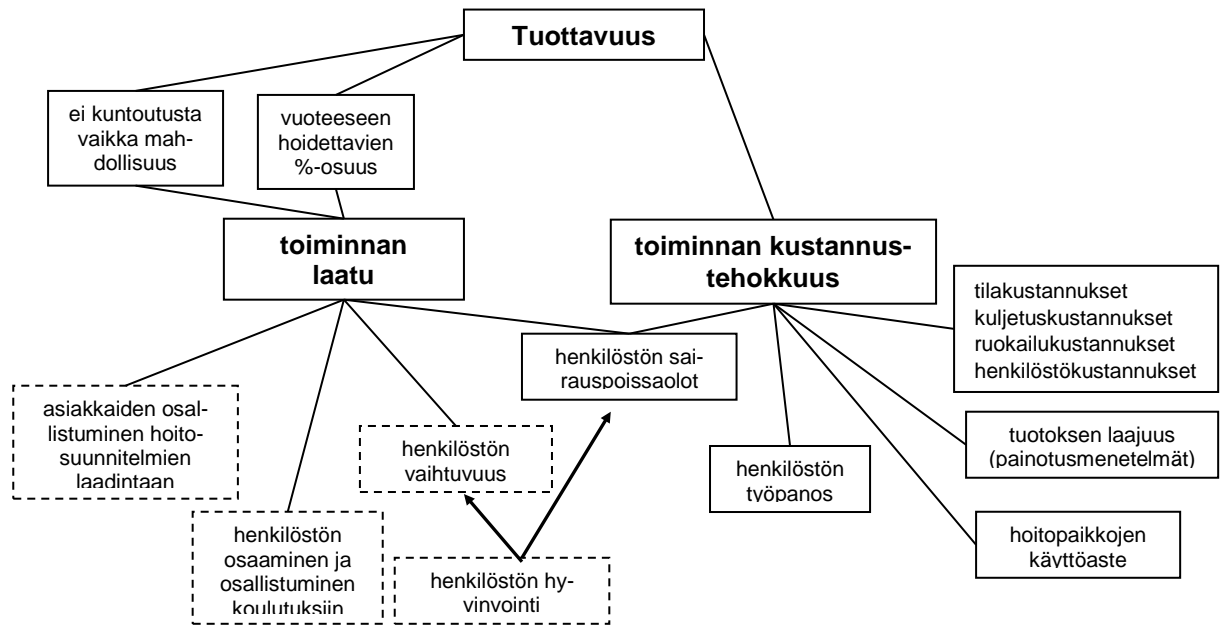 Tuottavuus
ei kuntoutusta
vaikka mah-
dollisuus
vuoteeseen
hoidettavien
%-osuus
toiminnan
laatu
toiminnan kustannus-
tehokkuus
tilakustannukset
kuljetuskustannukset
ruokailukustannukset
henkilöstökustannukset
henkilöstön sai-
rauspoissaolot
asiakkaiden osal-
listuminen hoito-
suunnitelmien
laadintaan
henkilöstön
vaihtuvuus
henkilöstön
työpanos
tuotoksen laajuus
(painotusmenetelmät)
henkilöstön
osaaminen ja
osallistuminen
koulutuksiin
henkilöstön hy-
vinvointi
hoitopaikkojen
käyttöaste